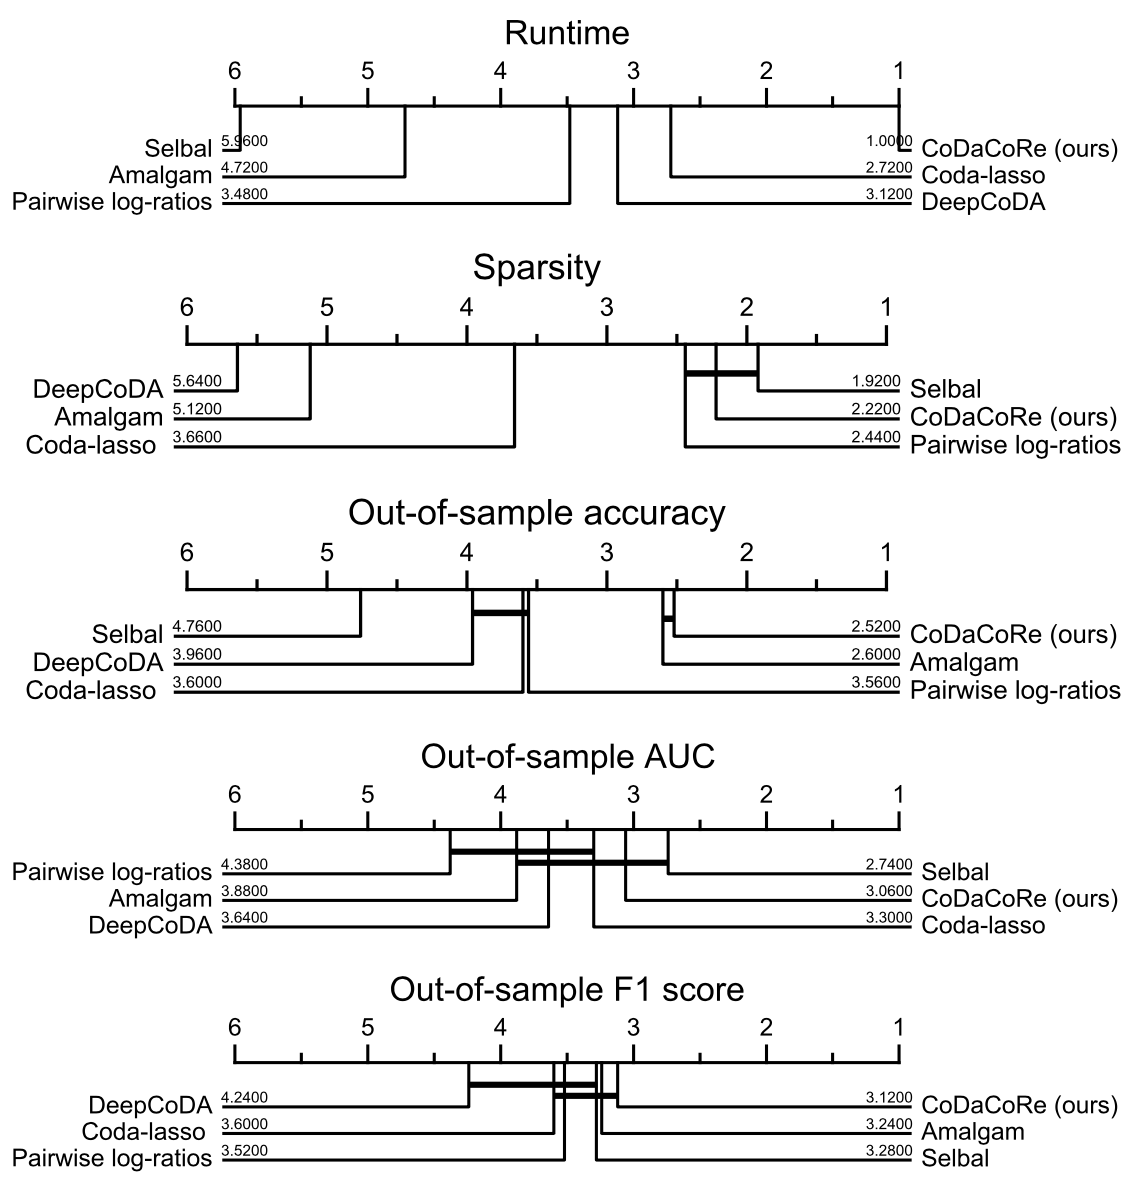 Runtime
6 5 4 3 2 1
Selbal 5.9600 1.0000 CoDaCoRe (ours)
Amalgam 4.7200 2.7200 Coda-lasso
Pairwise log-ratios 3.4800 3.1200 DeepCoDA
Sparsity
6 5 4 3 2 1
DeepCoDA 5.6400 1.9200 Selbal
Amalgam 5.1200 2.2200 CoDaCoRe (ours)
Coda-lasso 3.6600 2.4400 Pairwise log-ratios
Out-of-sample accuracy
6 5 4 3 2 1
Selbal 4.7600 2.5200 CoDaCoRe (ours)
DeepCoDA 3.9600 2.6000 Amalgam
Coda-lasso 3.6000 3.5600 Pairwise log-ratios
Out-of-sample AUC
6 5 4 3 2 1
Pairwise log-ratios 4.3800 2.7400 Selbal
Amalgam 3.8800 3.0600 CoDaCoRe (ours)
DeepCoDA 3.6400 3.3000 Coda-lasso
Out-of-sample F1 score
6 5 4 3 2 1
DeepCoDA 4.2400 3.1200 CoDaCoRe (ours)
Coda-lasso 3.6000 3.2400 Amalgam
Pairwise log-ratios 3.5200 3.2800 Selbal